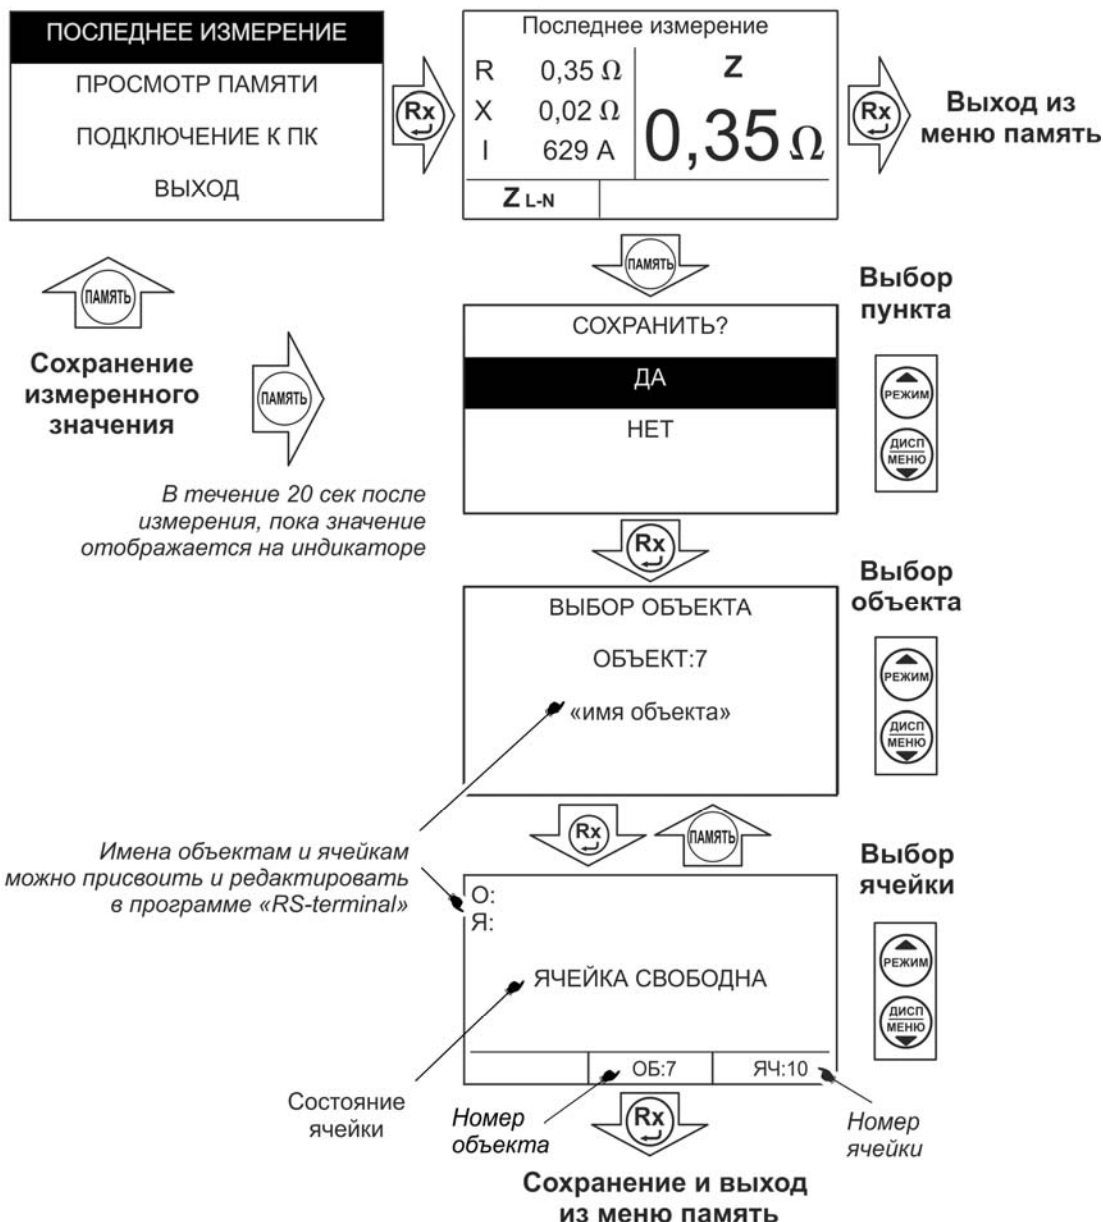 ПОСЛЕДНЕЕ ИЗМЕРЕНИЕ
ПРОСМОТР ПАМЯТИ
ПОДКЛЮЧЕНИЕ К ПК
ВЫХОД
Rx
Последнее измерение
R 0,35 Ω
X 0,02 Ω
I 629 А
Z
0,35 Ω
Z L-N
Rx
Выход из
меню память
ПАМЯТЬ
Сохранение
измеренного
значения
ПАМЯТЬ
В течение 20 сек после
измерения, пока значение
отображается на индикаторе
ПАМЯТЬ
СОХРАНИТЬ?
ДА
НЕТ
Выбор
пункта
РЕЖИМ
ДИСП
МЕНЮ
Rx
ВЫБОР ОБЪЕКТА
ОБЪЕКТ:7
«имя объекта»
Выбор
объекта
РЕЖИМ
ДИСП
МЕНЮ
Rx
ПАМЯТЬ
Имена объектам и ячейкам
можно присвоить и редактировать
в программе «RS-terminal»
О:
Я:
ЯЧЕЙКА СВОБОДНА
ОБ:7
ЯЧ:10
Выбор
ячейки
РЕЖИМ
ДИСП
МЕНЮ
Состояние
ячейки
Номер
объекта
Rx
Номер
ячейки
Сохранение и выход
из меню память